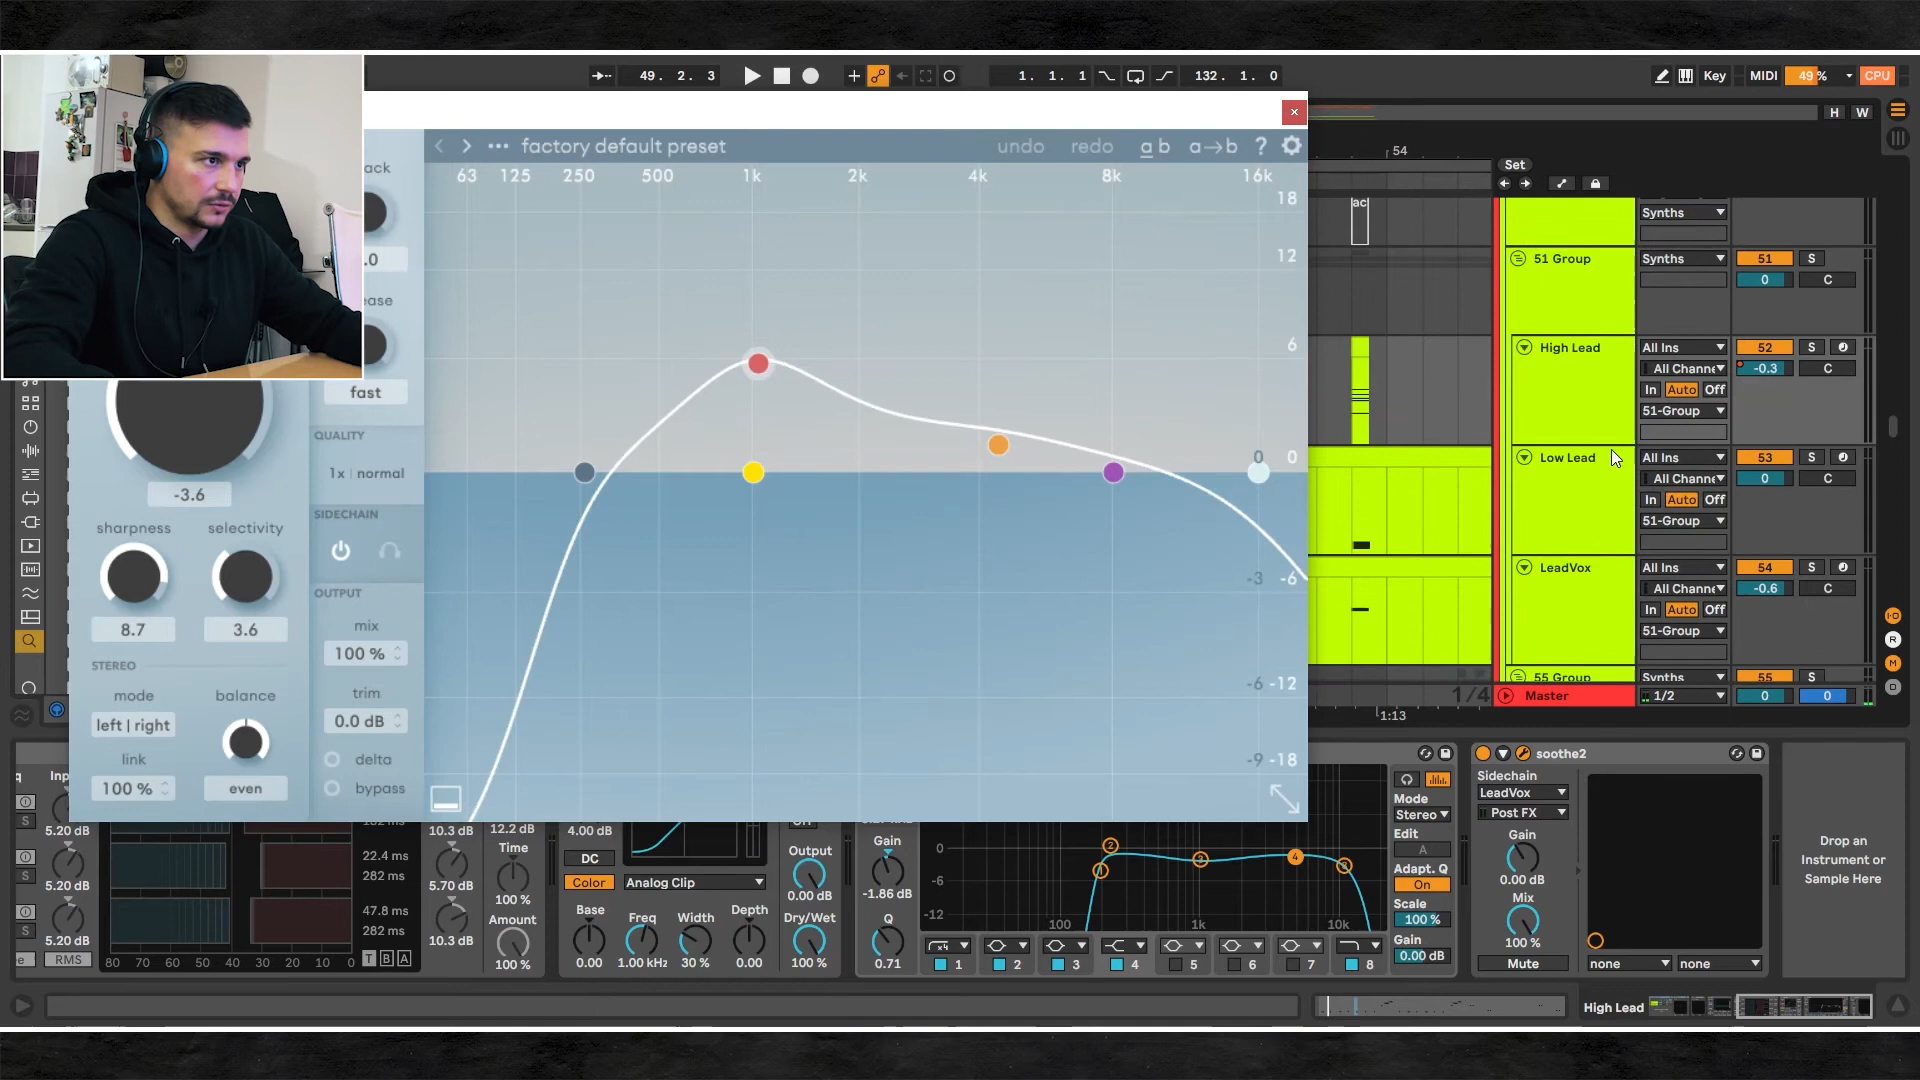 49. 2. 3
1. 1. 1
132. 1. 0
Key
MIDI
49 %
CPU
H W
factory default preset
undo redo a b a→b ?
63 125 250 500 1k 2k 4k 8k 16k
18
12
6
0 0
-3 -6
-6 -12
-9 -18
fast
QUALITY
1x | normal
SIDECHAIN
OUTPUT
mix
100 %
trim
0.0 dB
delta
bypass
-3.6
sharpness selectivity
8.7 3.6
STEREO
mode balance
left | right
link
100 % even
54
Set
Synths
51 Group Synths 51 S
0 C
High Lead All Ins 52 S
All Channe -0.3 C
In Auto Off
51-Group
Low Lead All Ins 53 S
All Channe 0 C
In Auto Off
51-Group
LeadVox All Ins 54 S
All Channe -0.6 C
In Auto Off
51-Group
55 Group Synths 55 S
1/4 Master 1/2 0 0
1:13
5.20 dB
5.20 dB
5.20 dB
RMS
80 70 60 50 40 30 20 10 0
22.4 ms
282 ms
47.8 ms
282 ms
T B A
10.3 dB
5.70 dB
10.3 dB
12.2 dB
Time
100 %
Amount
100 %
4.00 dB
DC
Color Analog Clip
Base Freq Width Depth
0.00 1.00 kHz 30 % 0.00
Output
0.00 dB
Dry/Wet
100 %
Gain
-1.86 dB
Q
0.71
0
-6
-12
100 1k 10k
1 2 3 4 5 6 7 8
Mode
Stereo
Edit
A
Adapt. Q
On
Scale
100 %
Gain
0.00 dB
soothe2
Sidechain
LeadVox
Post FX
Gain
0.00 dB
Mix
100 %
Mute
none none
Drop an
Instrument or
Sample Here
High Lead